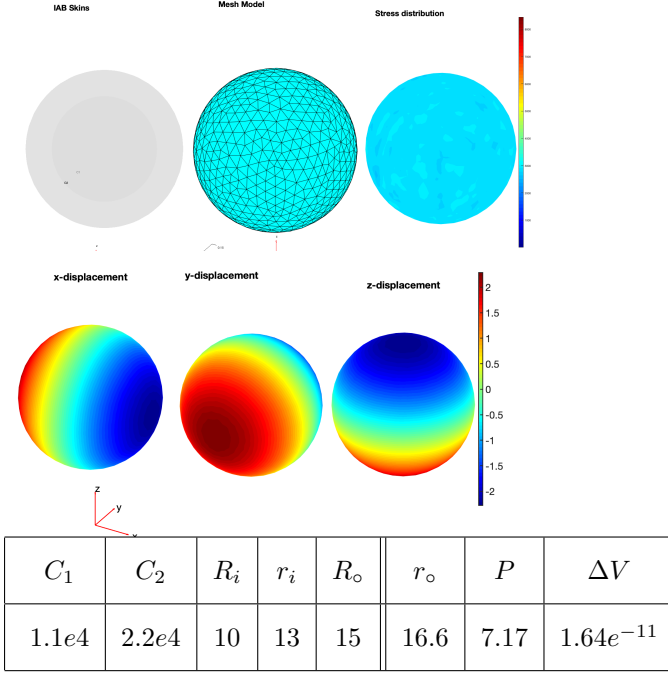 IAB Skins
Mesh Model
Stress distribution
x-displacement
y-displacement
z-displacement
2
1.5
1
0.5
0
-0.5
-1
-1.5
-2
z
y
C₁ C₂ Rᵢ rᵢ R∘ r∘ P ΔV
1.1e4 2.2e4 10 13 15 16.6 7.17 1.64e⁻¹¹